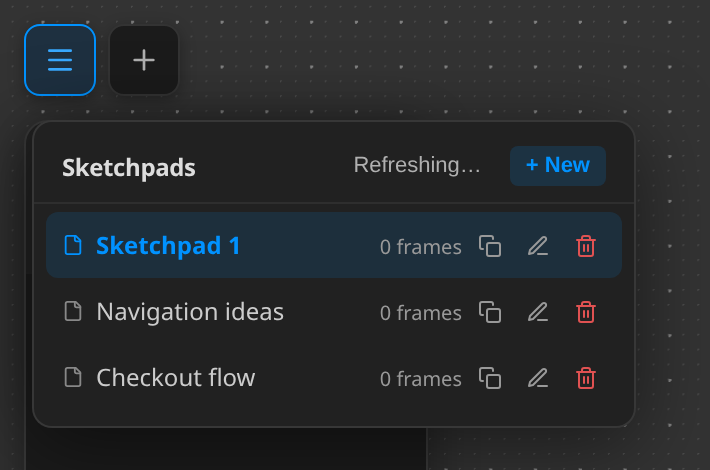 Sketchpads Refreshing… + New
Sketchpad 1 0 frames
Navigation ideas 0 frames
Checkout flow 0 frames